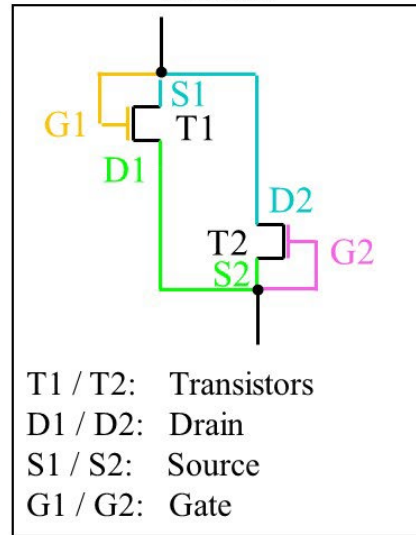 S1
G1
T1
D1
D2
T2
G2
S2
T1 / T2: Transistors
D1 / D2: Drain
S1 / S2: Source
G1 / G2: Gate